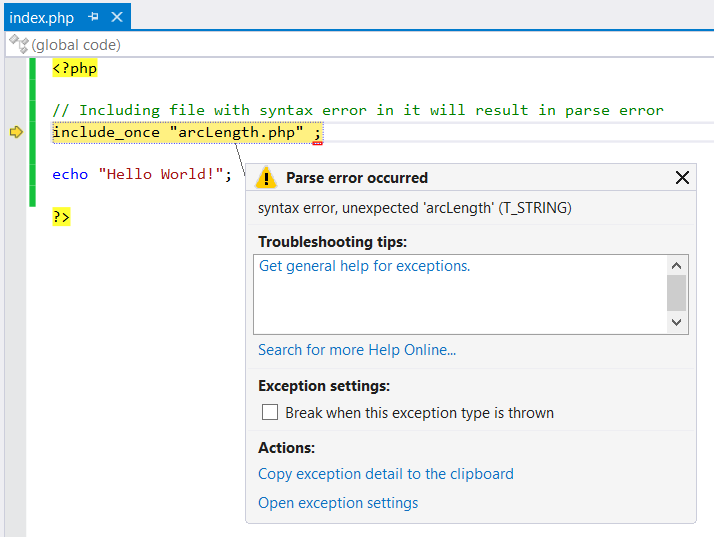 index.php
(global code)
<?php
// Including file with syntax error in it will result in parse error
include_once "arcLength.php" ;
echo "Hello World!";
?>
Parse error occurred
syntax error, unexpected 'arcLength' (T_STRING)
Troubleshooting tips:
Get general help for exceptions.
Search for more Help Online...
Exception settings:
Break when this exception type is thrown
Actions:
Copy exception detail to the clipboard
Open exception settings